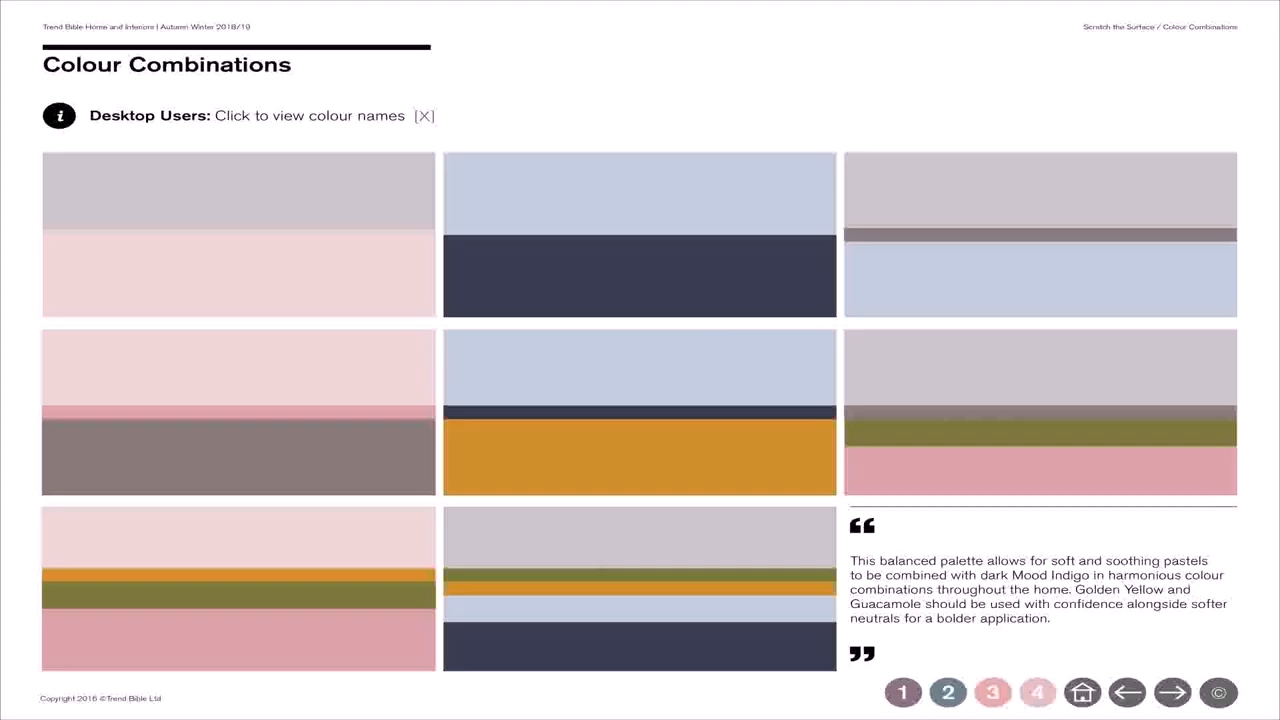 Trend Bible Home and Interiors | Autumn Winter 2018/19
Scratch the Surface / Colour Combinations
Colour Combinations
i Desktop Users: Click to view colour names [X]
“
This balanced palette allows for soft and soothing pastels
to be combined with dark Mood Indigo in harmonious colour
combinations throughout the home. Golden Yellow and
Guacamole should be used with confidence alongside softer
neutrals for a bolder application.
”
Copyright 2016 ©Trend Bible Ltd
1 2 3 4 ©